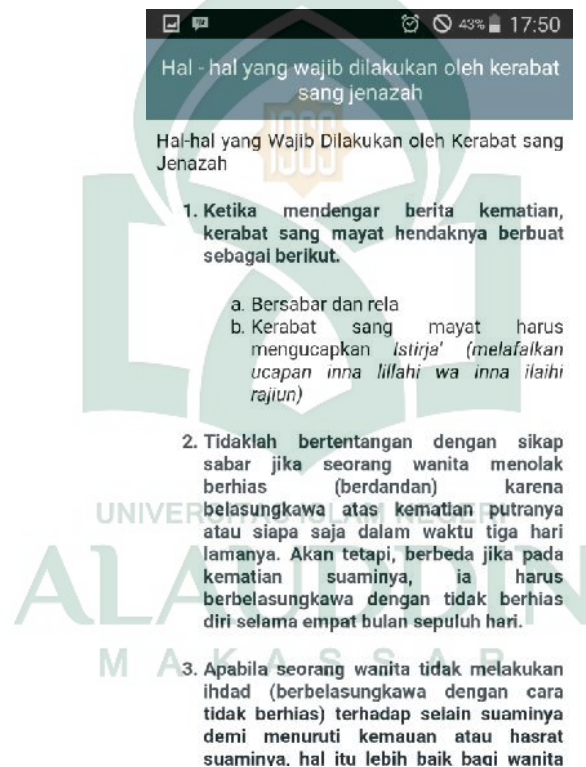 43% 17:50
Hal - hal yang wajib dilakukan oleh kerabat
sang jenazah
Hal-hal yang Wajib Dilakukan oleh Kerabat sang
Jenazah
1. Ketika mendengar berita kematian,
kerabat sang mayat hendaknya berbuat
sebagai berikut.
a. Bersabar dan rela
b. Kerabat sang mayat harus
mengucapkan Istirja' (melafalkan
ucapan inna lillahi wa inna ilaihi
rajiun)
2. Tidaklah bertentangan dengan sikap
sabar jika seorang wanita menolak
berhias (berdandan) karena
belasungkawa atas kematian putranya
atau siapa saja dalam waktu tiga hari
lamanya. Akan tetapi, berbeda jika pada
kematian suaminya, ia harus
berbelasungkawa dengan tidak berhias
diri selama empat bulan sepuluh hari.
3. Apabila seorang wanita tidak melakukan
ihdad (berbelasungkawa dengan cara
tidak berhias) terhadap selain suaminya
demi menuruti kemauan atau hasrat
suaminya, hal itu lebih baik bagi wanita
1965
UNIVERSITAS ISLAM NEGERI
ALAUDDIN
MAKASSAR